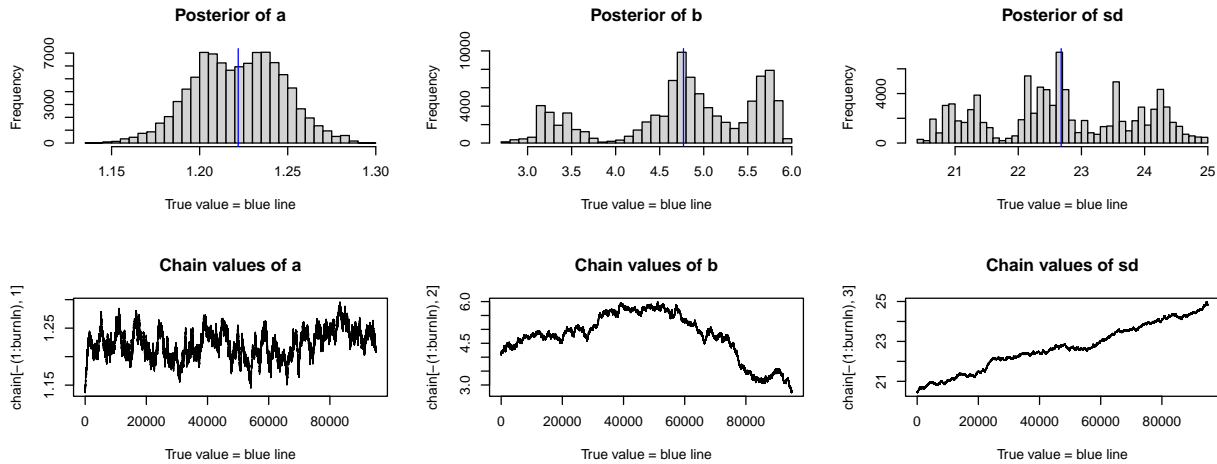 Posterior of a
Frequency
0
3000
7000
1.15
1.20
1.25
1.30
True value = blue line
Posterior of b
Frequency
0
4000
10000
3.0
3.5
4.0
4.5
5.0
5.5
6.0
True value = blue line
Posterior of sd
Frequency
0
4000
21
22
23
24
25
True value = blue line
Chain values of a
chain[-(1:burnIn), 1]
1.15
1.25
0
20000
40000
60000
80000
True value = blue line
Chain values of b
chain[-(1:burnIn), 2]
3.0
4.5
6.0
0
20000
40000
60000
80000
True value = blue line
Chain values of sd
chain[-(1:burnIn), 3]
21
23
25
0
20000
40000
60000
80000
True value = blue line